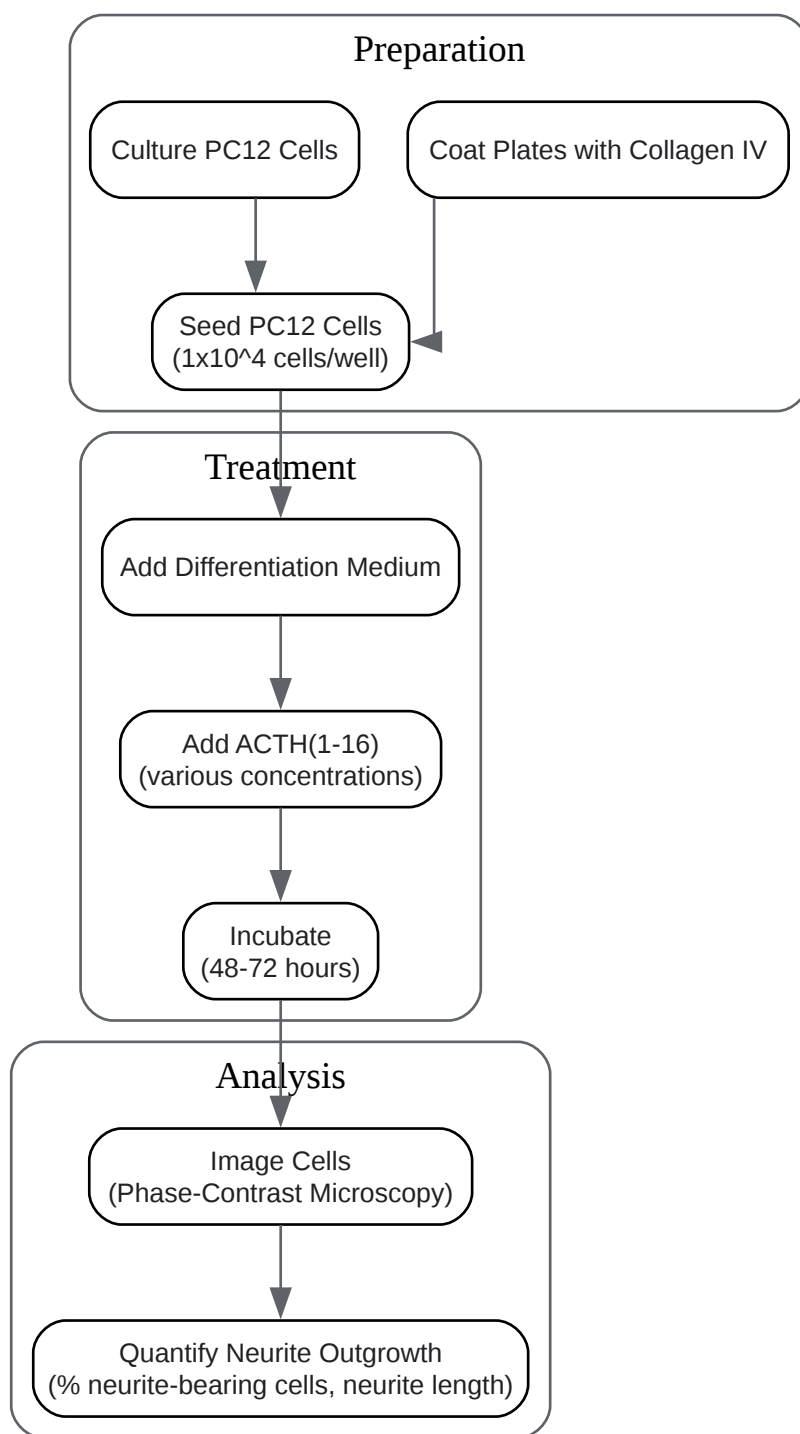 Preparation
Culture PC12 Cells
Coat Plates with Collagen IV
Seed PC12 Cells
(1x10^4 cells/well)
Treatment
Add Differentiation Medium
Add ACTH(1-16)
(various concentrations)
Incubate
(48-72 hours)
Analysis
Image Cells
(Phase-Contrast Microscopy)
Quantify Neurite Outgrowth
(% neurite-bearing cells, neurite length)